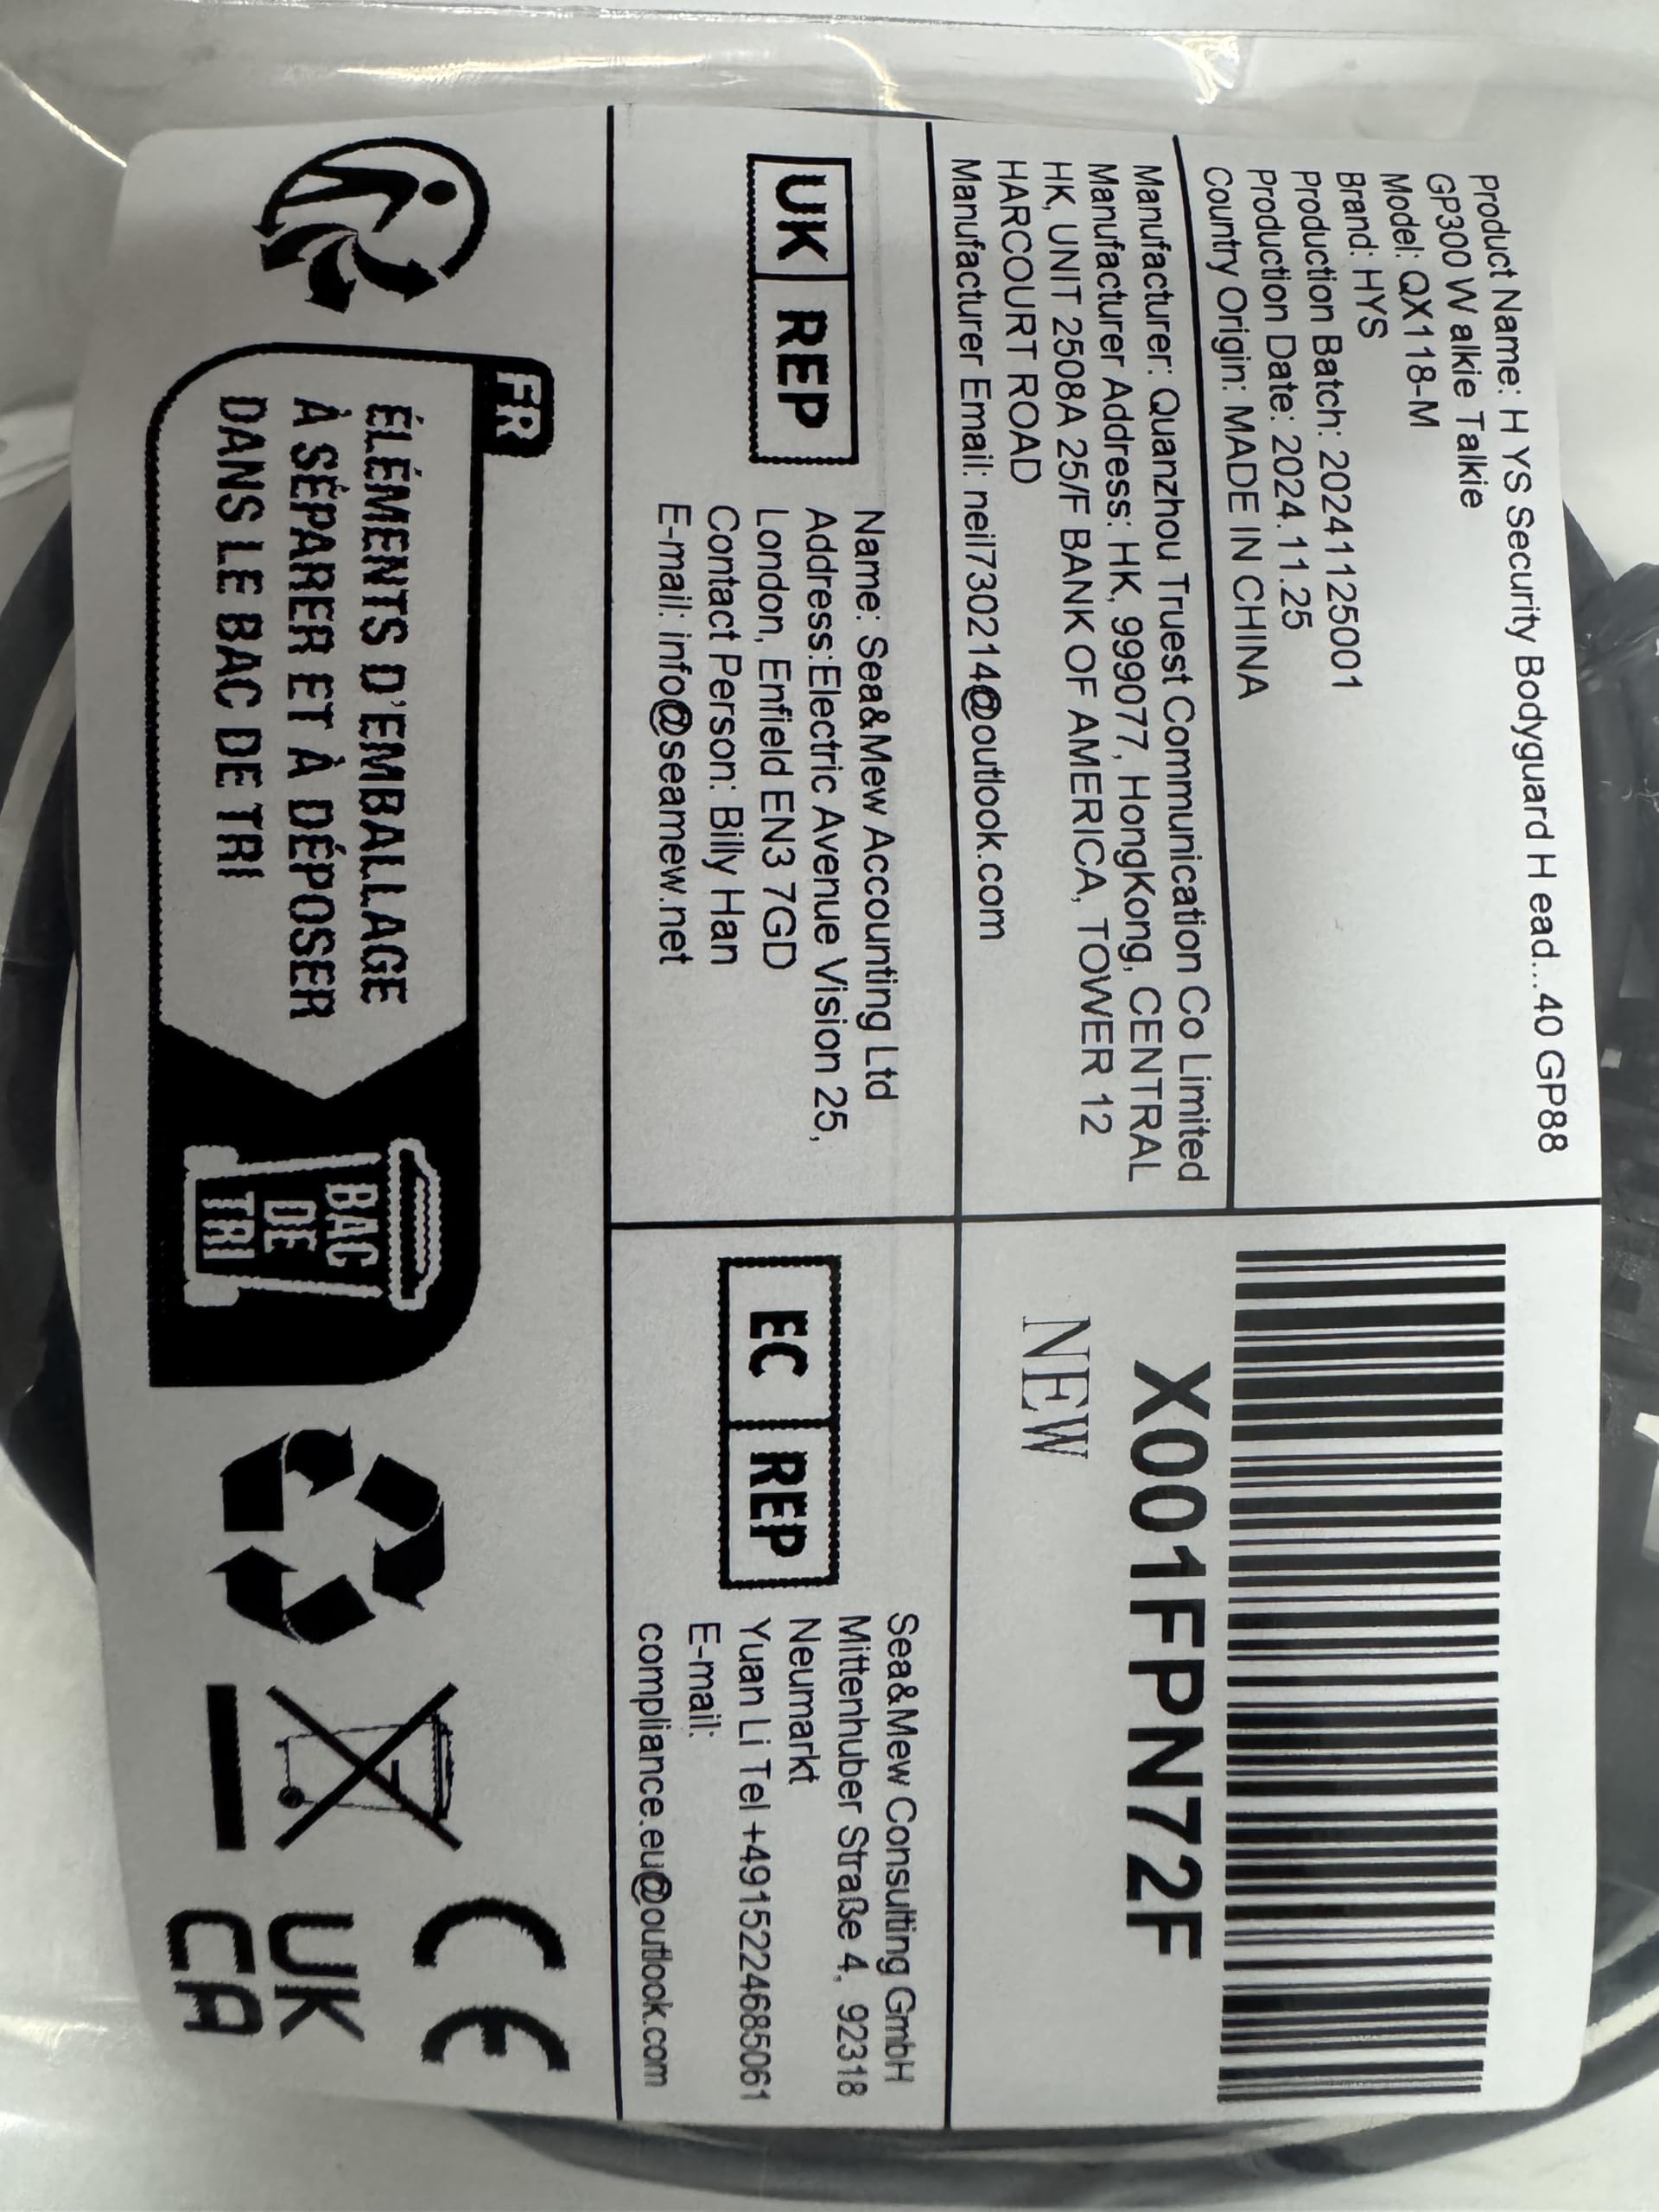 Product Name: H YS Security Bodyguard H ead...40 GP88
GP300 W alkie Talkie
Model: QX118-M
Brand: HYS
Production Batch: 20241125001
Production Date: 2024.11.25
Country Origin: MADE IN CHINA
X001FPN72F
NEW
Manufacturer: Quanzhou Truest Communication Co Limited
Manufacturer Address: HK, 999077, HongKong, CENTRAL
HK, UNIT 2508A 25/F BANK OF AMERICA, TOWER 12
HARCOURT ROAD
Manufacturer Email: neil730214@outlook.com
UK REP
Name: Sea&Mew Accounting Ltd
Address:Electric Avenue Vision 25,
London, Enfield EN3 7GD
Contact Person: Billy Han
E-mail: info@seamew.net
EC REP
Sea&Mew Consulting GmbH
Mittenhuber Straße 4, 92318
Neumarkt
Yuan Li Tel +4915224685061
E-mail:
compliance.eu@outlook.com
FR
ÉLÉMENTS D'EMBALLAGE
À SÉPARER ET À DÉPOSER
DANS LE BAC DE TRI
BAC
DE
TRI
CE
UK
CA